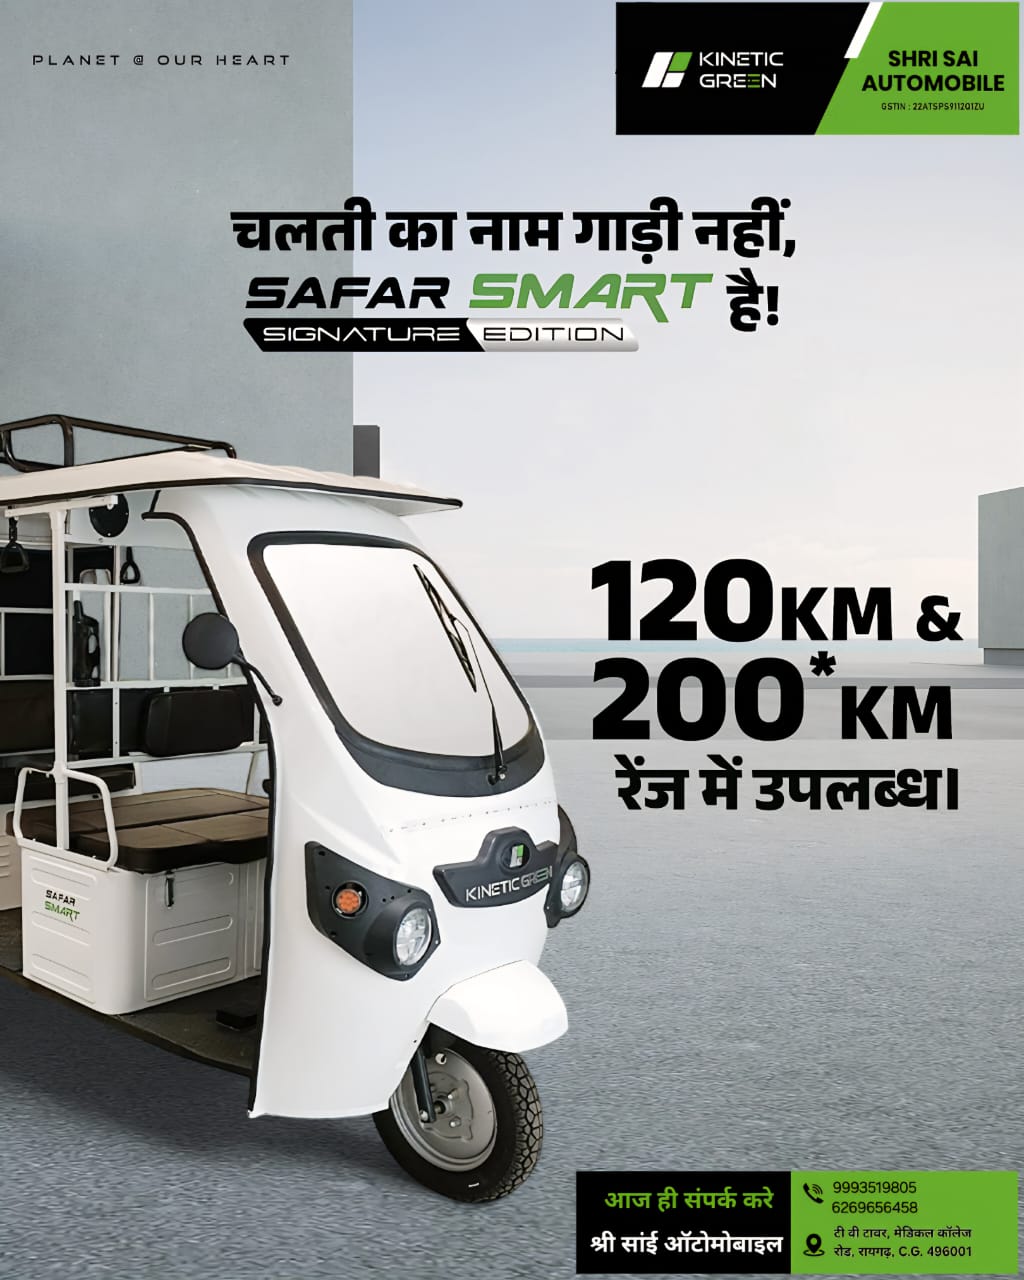 PLANET @ OUR HEART
KINETIC
GREEN
SHRI SAI
AUTOMOBILE
GSTIN : 22ATSPS9112Q1ZU
चलती का नाम गाड़ी नहीं,
SAFAR SMART है!
SIGNATURE EDITION
120KM &
200*KM
रेंज में उपलब्ध।
KINETIC GREEN
SAFAR
SMART
आज ही संपर्क करे
श्री सांई ऑटोमोबाइल
9993519805
6269656458
टी वी टावर, मेडिकल कॉलेज
रोड, रायगढ़, C.G. 496001